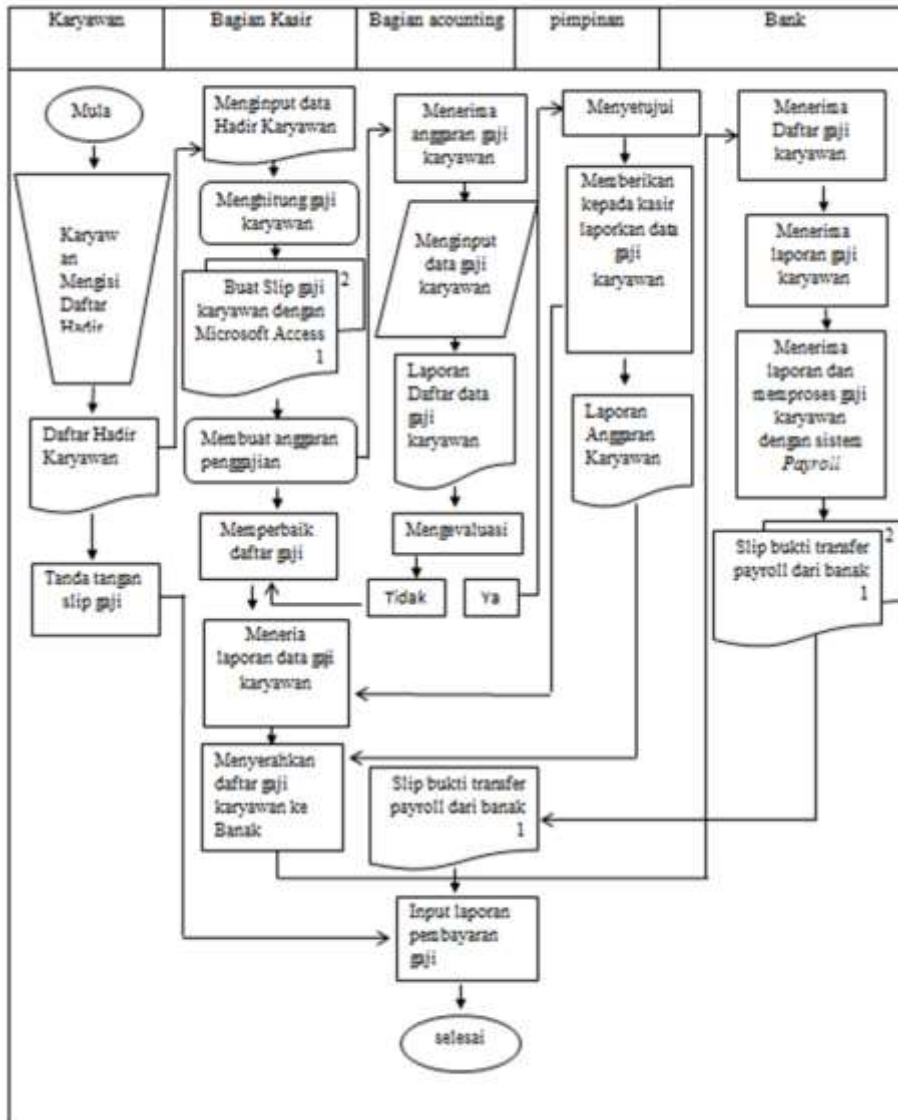 Karyawan
Bagian Kasir
Bagian acounting
pimpinan
Bank
Mula
Karyaw
an
Mengisi
Daftar
Hadir
Daftar Hadir
Karyawan
Tanda tangan
slip gaji
Menginput data
Hadir Karyawan
Menghitung gaji
karyawan
2
Buat Slip gaji
karyawan dengan
Microsoft Access
1
Membuat anggaran
penggajian
Memperbaik
daftar gaji
Meneria
laporan data gaji
karyawan
Menyerahkan
daftar gaji
karyawan ke
Banak
Menerima
anggaran gaji
karyawan
Menginput
data gaji
karyawan
Laporan
Daftar data
gaji
karyawan
Mengevaluasi
Tidak
Ya
Slip bukti transfer
payroll dari banak
1
Input laporan
pembayaran
gaji
selesai
Menyetujui
Memberikan
kepada kasir
laporkan data
gaji
karyawan
Laporan
Anggaran
Karyawan
Menerima
Daftar gaji
karyawan
Menerima
laporan gaji
karyawan
Menerima
laporan dan
memproses gaji
karyawan
dengan sistem
Payroll
2
Slip bukti transfer
payroll dari banak
1